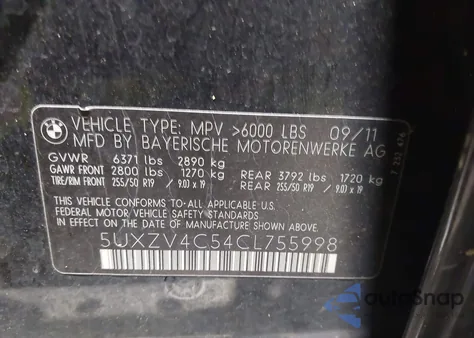 BMW
VEHICLE TYPE: MPV >6000 LBS 09/11
MFD BY BAYERISCHE MOTORENWERKE AG
GVWR 6371 lbs 2890 kg
GAWR FRONT 2800 lbs 1270 kg REAR 3792 lbs 1720 kg
TIRE/RIM FRONT 255/50 R19 / 9.0J x 19 REAR 255/50 R19 / 9.0J x 19
THIS VEHICLE CONFORMS TO ALL APPLICABLE
FEDERAL MOTOR VEHICLE SAFETY STANDARDS IN
EFFECT ON THE DATE OF MANUFACTURE SHOWN ABOVE
5UXZV4C54CL755998
autoSnap